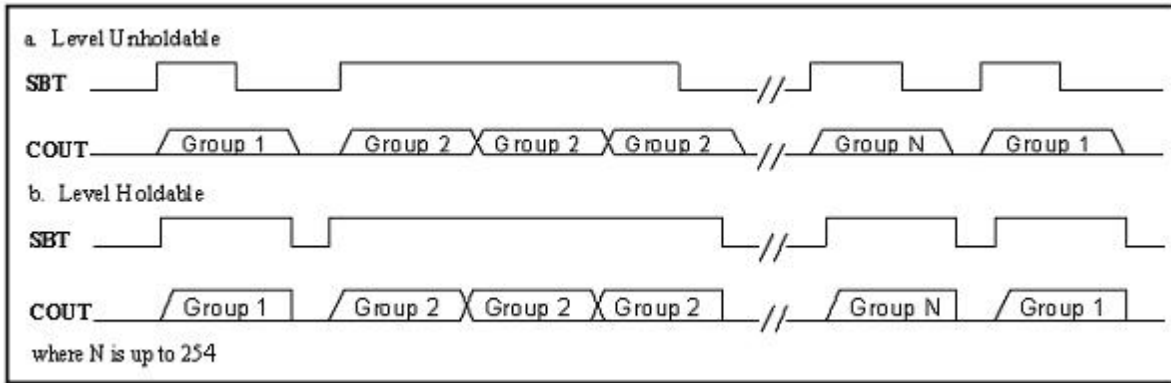 a. Level Unholdable
SBT
COUT Group 1 Group 2 Group 2 Group 2 Group N Group 1
b. Level Holdable
SBT
COUT Group 1 Group 2 Group 2 Group 2 Group N Group 1
where N is up to 254